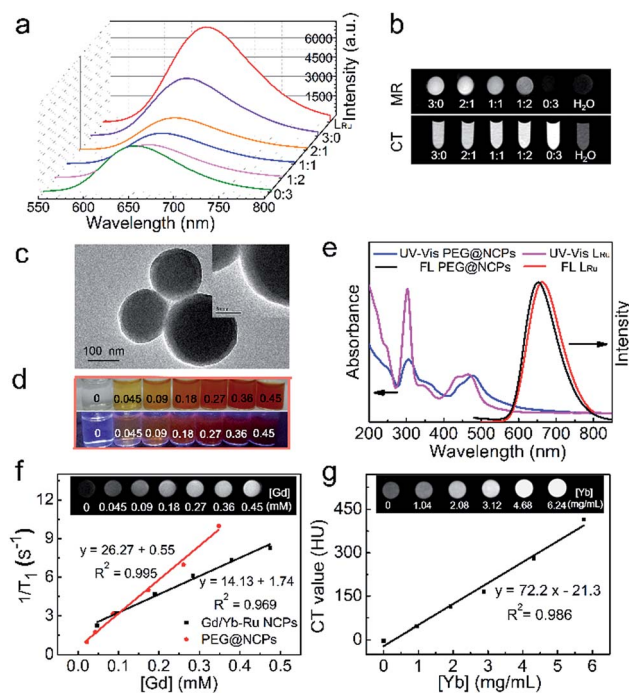 a
6000
4500
3000
1500
Intensity (a.u.)
LRu
3:0
2:1
1:1
1:2
0:3
550 600 650 700 750 800
Wavelength (nm)
b
MR
3:0 2:1 1:1 1:2 0:3 H2O
CT
3:0 2:1 1:1 1:2 0:3 H2O
c
100 nm
d
0 0.045 0.09 0.18 0.27 0.36 0.45
0 0.045 0.09 0.18 0.27 0.36 0.45
e
UV-Vis PEG@NCPs UV-Vis LRu
FL PEG@NCPs FL LRu
Absorbance
Intensity
200 300 400 500 600 700 800
Wavelength (nm)
f
[Gd]
0 0.045 0.09 0.18 0.27 0.36 0.45 (mM)
12
9
6
3
0
1/T1 (s-1)
y = 26.27 + 0.55
R2 = 0.995
y = 14.13 + 1.74
R2 = 0.969
Gd/Yb-Ru NCPs
PEG@NCPs
0.0 0.1 0.2 0.3 0.4 0.5
[Gd] (mM)
g
[Yb]
0 1.04 2.08 3.12 4.68 6.24 (mg/mL)
450
300
150
0
CT value (HU)
y = 72.2 x - 21.3
R2 = 0.986
0 1 2 3 4 5 6
[Yb] (mg/mL)